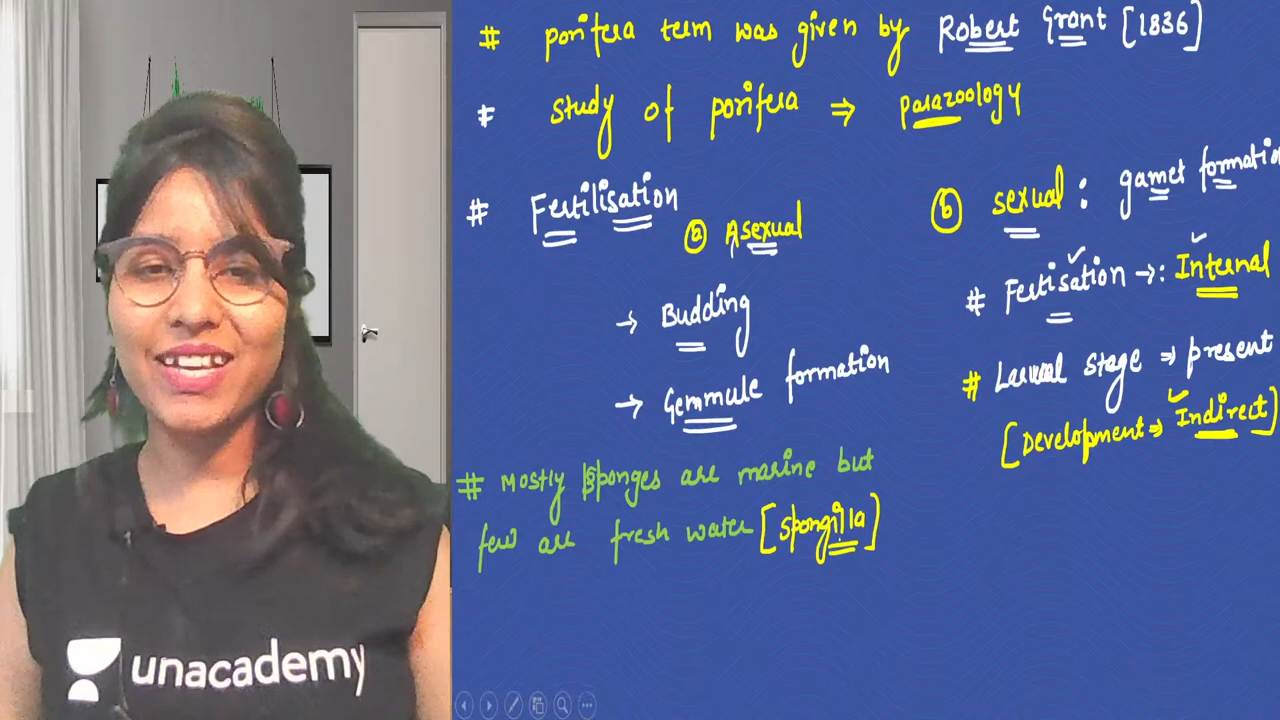 # porifera term was given by Robert Grant [1836]
# study of porifera ⇒ parazoology
# Fertilisation
ⓐ Asexual
→ Budding
→ Gemmule formation
ⓑ sexual : gamet formation
# Fertisation →: Internal
# Larval stage ⇒ present
[Development ⇒ Indirect]
# Mostly sponges are marine but
few are fresh water [spongilla]
unacademy